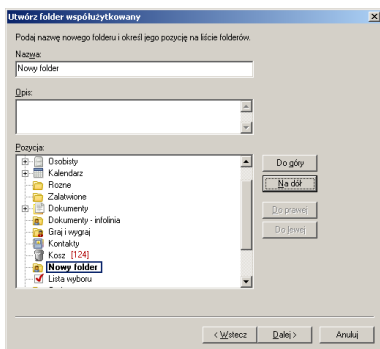 Utwórz folder współużytkowany
Podaj nazwę nowego folderu i określ jego pozycję na liście folderów.
Nazwa:
Nowy folder
Opis:
Pozycja:
Osobisty
Kalendarz
Rozne
Zalatwione
Dokumenty
Dokumenty - infolinia
Graj i wygraj
Kontakty
Kosz [124]
Nowy folder
Lista wyboru
Do góry
Na dół
Do prawej
Do lewej
< Wstecz
Dalej >
Anuluj